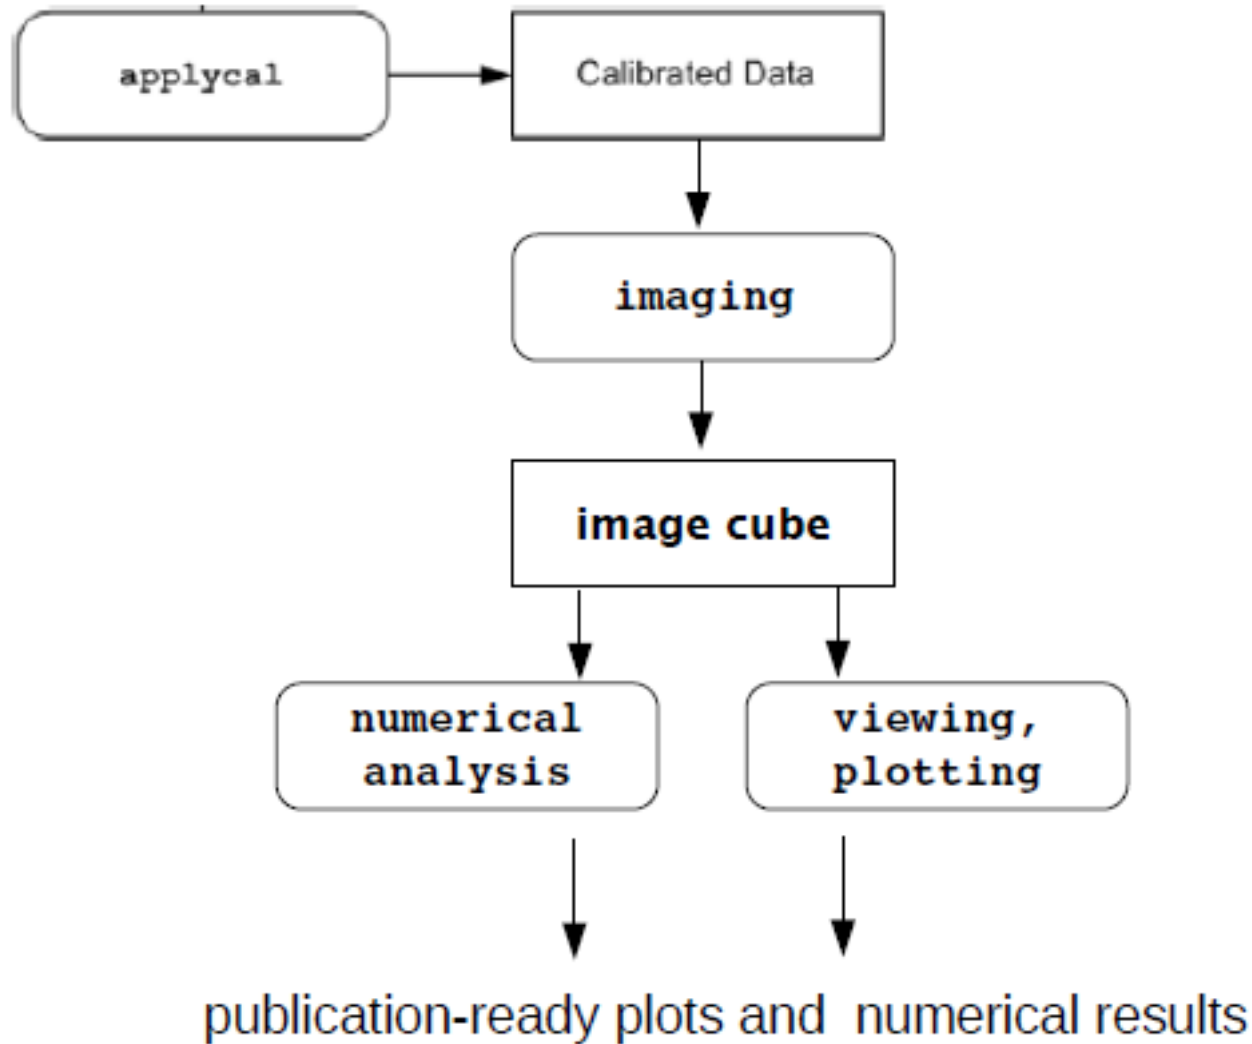 applycal
Calibrated Data
imaging
image cube
numerical
analysis
viewing,
plotting
publication-ready plots and  numerical results